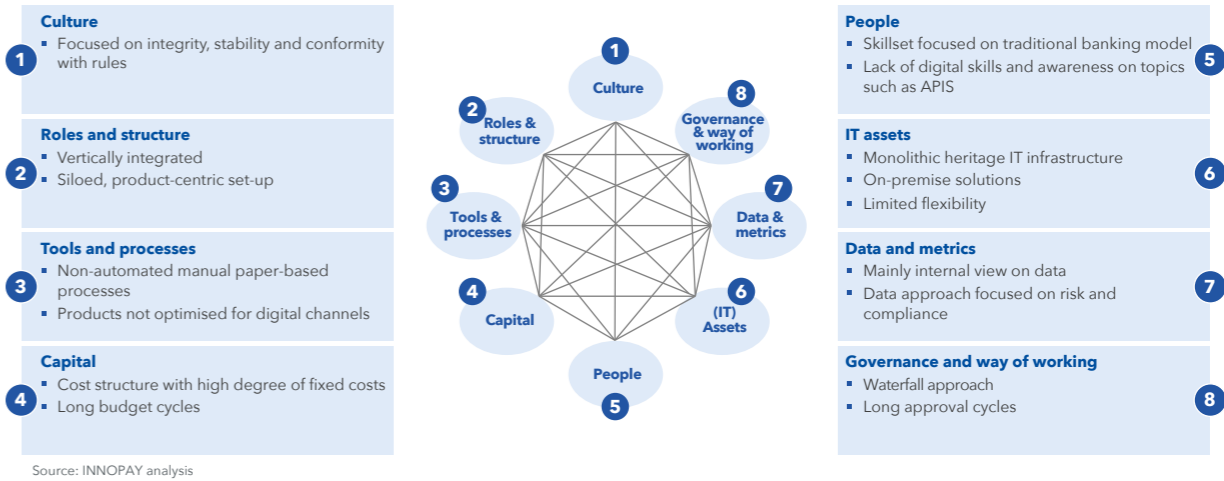 Culture
▪ Focused on integrity, stability and conformity
with rules
1
Roles and structure
▪ Vertically integrated
▪ Siloed, product-centric set-up
2
Tools and processes
▪ Non-automated manual paper-based
processes
▪ Products not optimised for digital channels
3
Capital
▪ Cost structure with high degree of fixed costs
▪ Long budget cycles
4
1
Culture
2
Roles &
structure
8
Governance
& way of
working
3
Tools &
processes
7
Data &
metrics
4
Capital
6
(IT)
Assets
People
5
People
▪ Skillset focused on traditional banking model
▪ Lack of digital skills and awareness on topics
such as APIS
5
IT assets
▪ Monolithic heritage IT infrastructure
▪ On-premise solutions
▪ Limited flexibility
6
Data and metrics
▪ Mainly internal view on data
▪ Data approach focused on risk and
compliance
7
Governance and way of working
▪ Waterfall approach
▪ Long approval cycles
8
Source: INNOPAY analysis